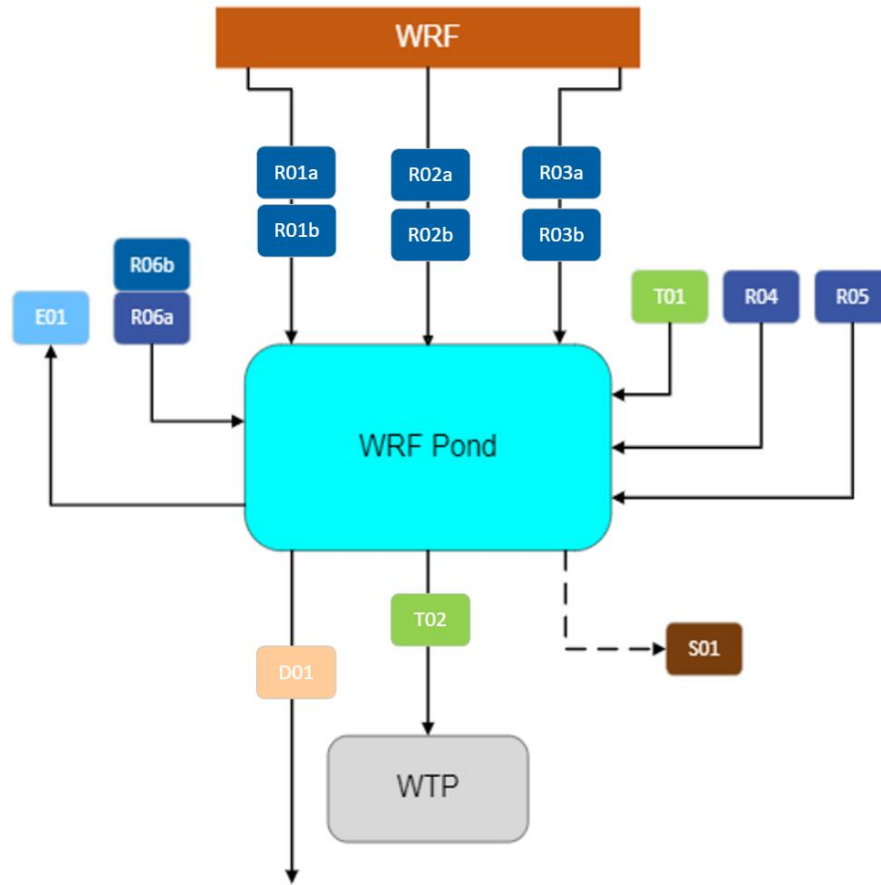 WRF
R01a
R02a
R03a
R01b
R02b
R03b
R06b
E01
R06a
T01
R04
R05
WRF Pond
T02
S01
D01
WTP